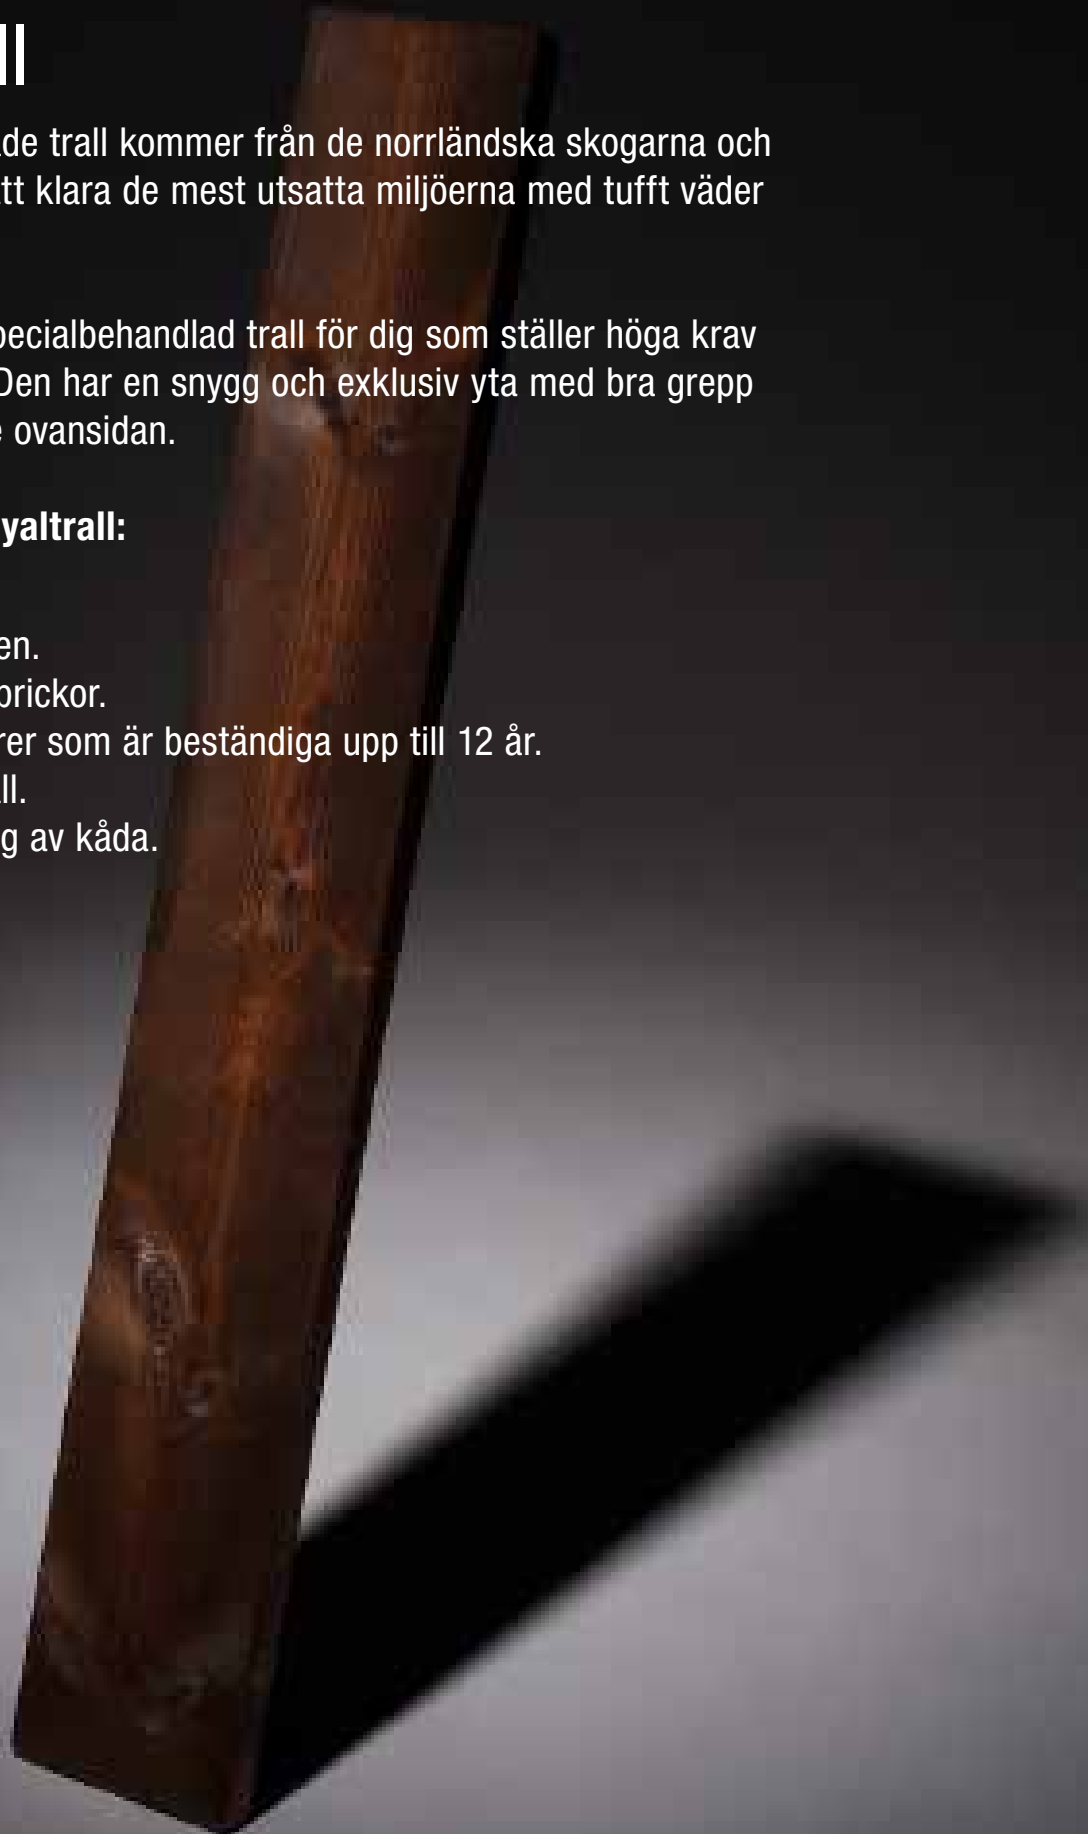 ll
de trall kommer från de norrländska skogarna och
tt klara de mest utsatta miljöerna med tufft väder
pecialbehandlad trall för dig som ställer höga krav
Den har en snygg och exklusiv yta med bra grepp
e ovansidan.
yaltrall:
en.
prickor.
rer som är beständiga upp till 12 år.
ll.
g av kåda.